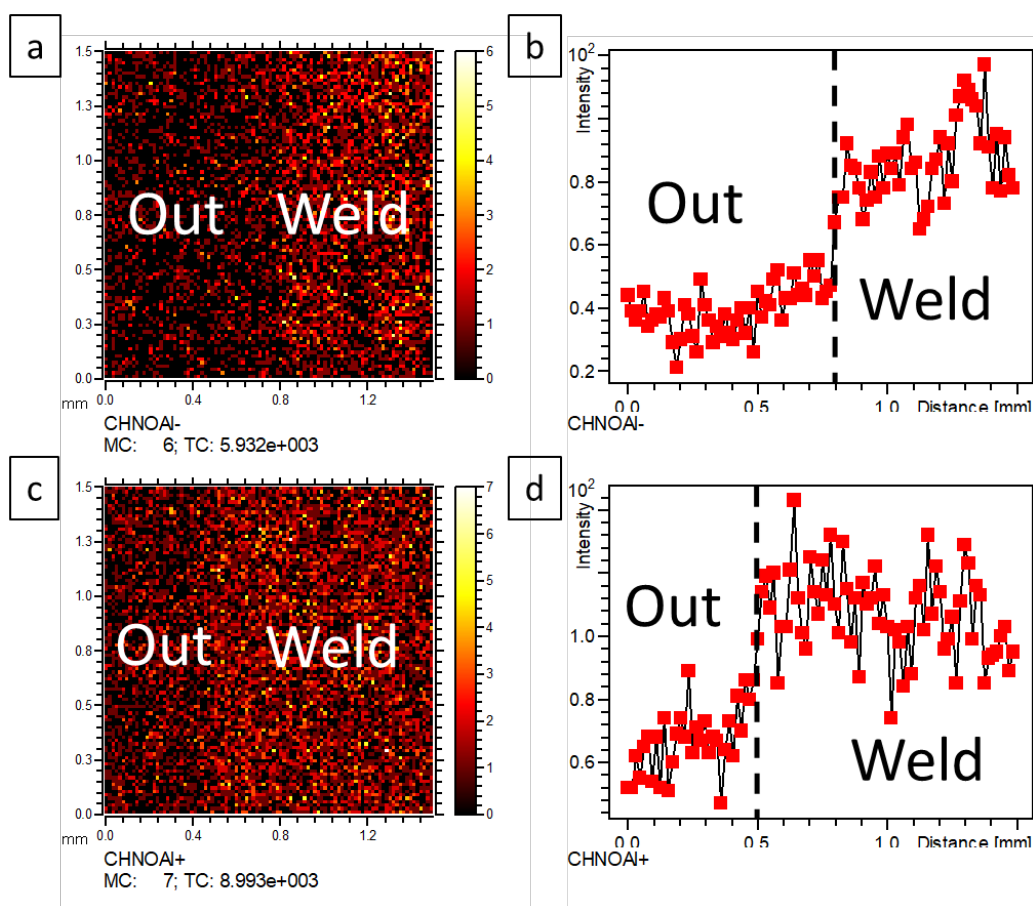 a
1.5
1.3
1.0
0.8
0.5
0.3
0.0
mm
0.0
0.4
0.8
1.2
Out
Weld
6
5
4
3
2
1
0
CHNOAl-
MC: 6; TC: 5.932e+003
b
10²
Intensity
0.8
0.6
0.4
0.2
Out
Weld
0.0
0.5
1.0
Distance [mm]
CHNOAl-
c
1.5
1.3
1.0
0.8
0.5
0.3
0.0
mm
0.0
0.4
0.8
1.2
Out
Weld
7
6
5
4
3
2
1
0
CHNOAl+
MC: 7; TC: 8.993e+003
d
10²
Intensity
1.0
0.6
Out
Weld
0.0
0.5
1.0
Distance [mm]
CHNOAl+